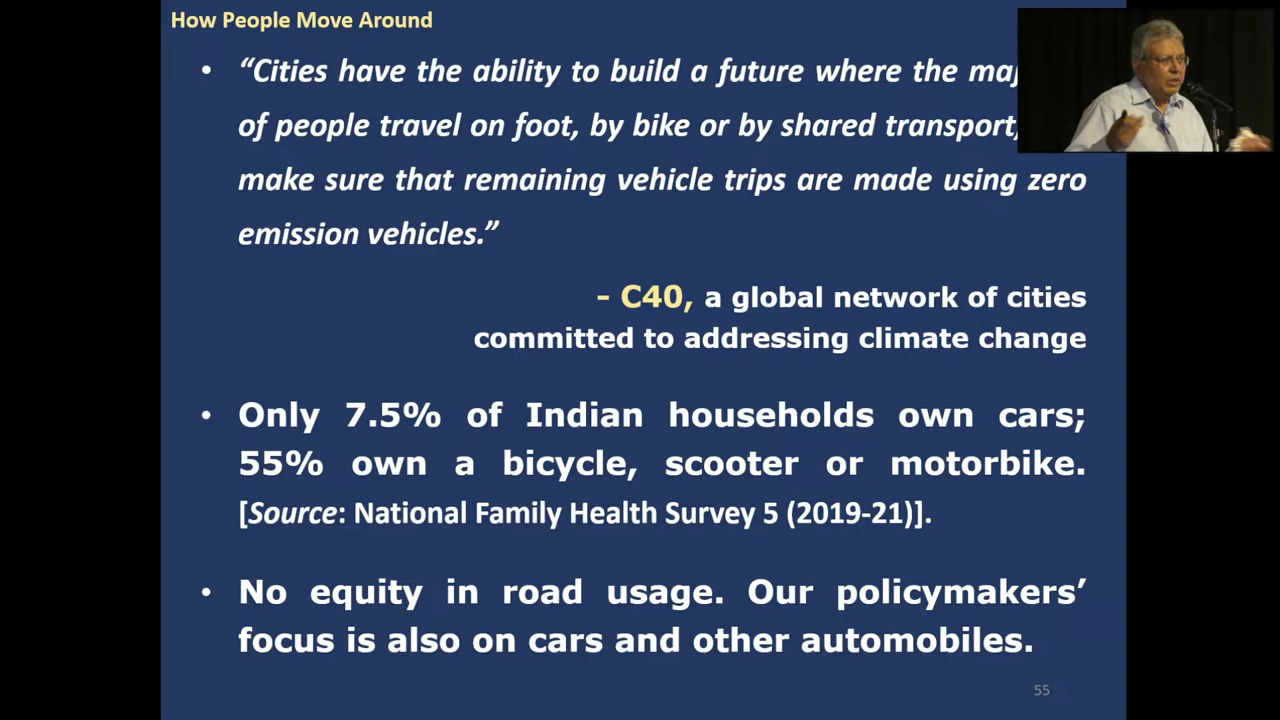 How People Move Around
• “Cities have the ability to build a future where the
of people travel on foot, by bike or by shared transport,
make sure that remaining vehicle trips are made using zero
emission vehicles.”
- C40, a global network of cities
committed to addressing climate change
• Only 7.5% of Indian households own cars;
55% own a bicycle, scooter or motorbike.
[Source: National Family Health Survey 5 (2019-21)].
• No equity in road usage. Our policymakers’
focus is also on cars and other automobiles.
55